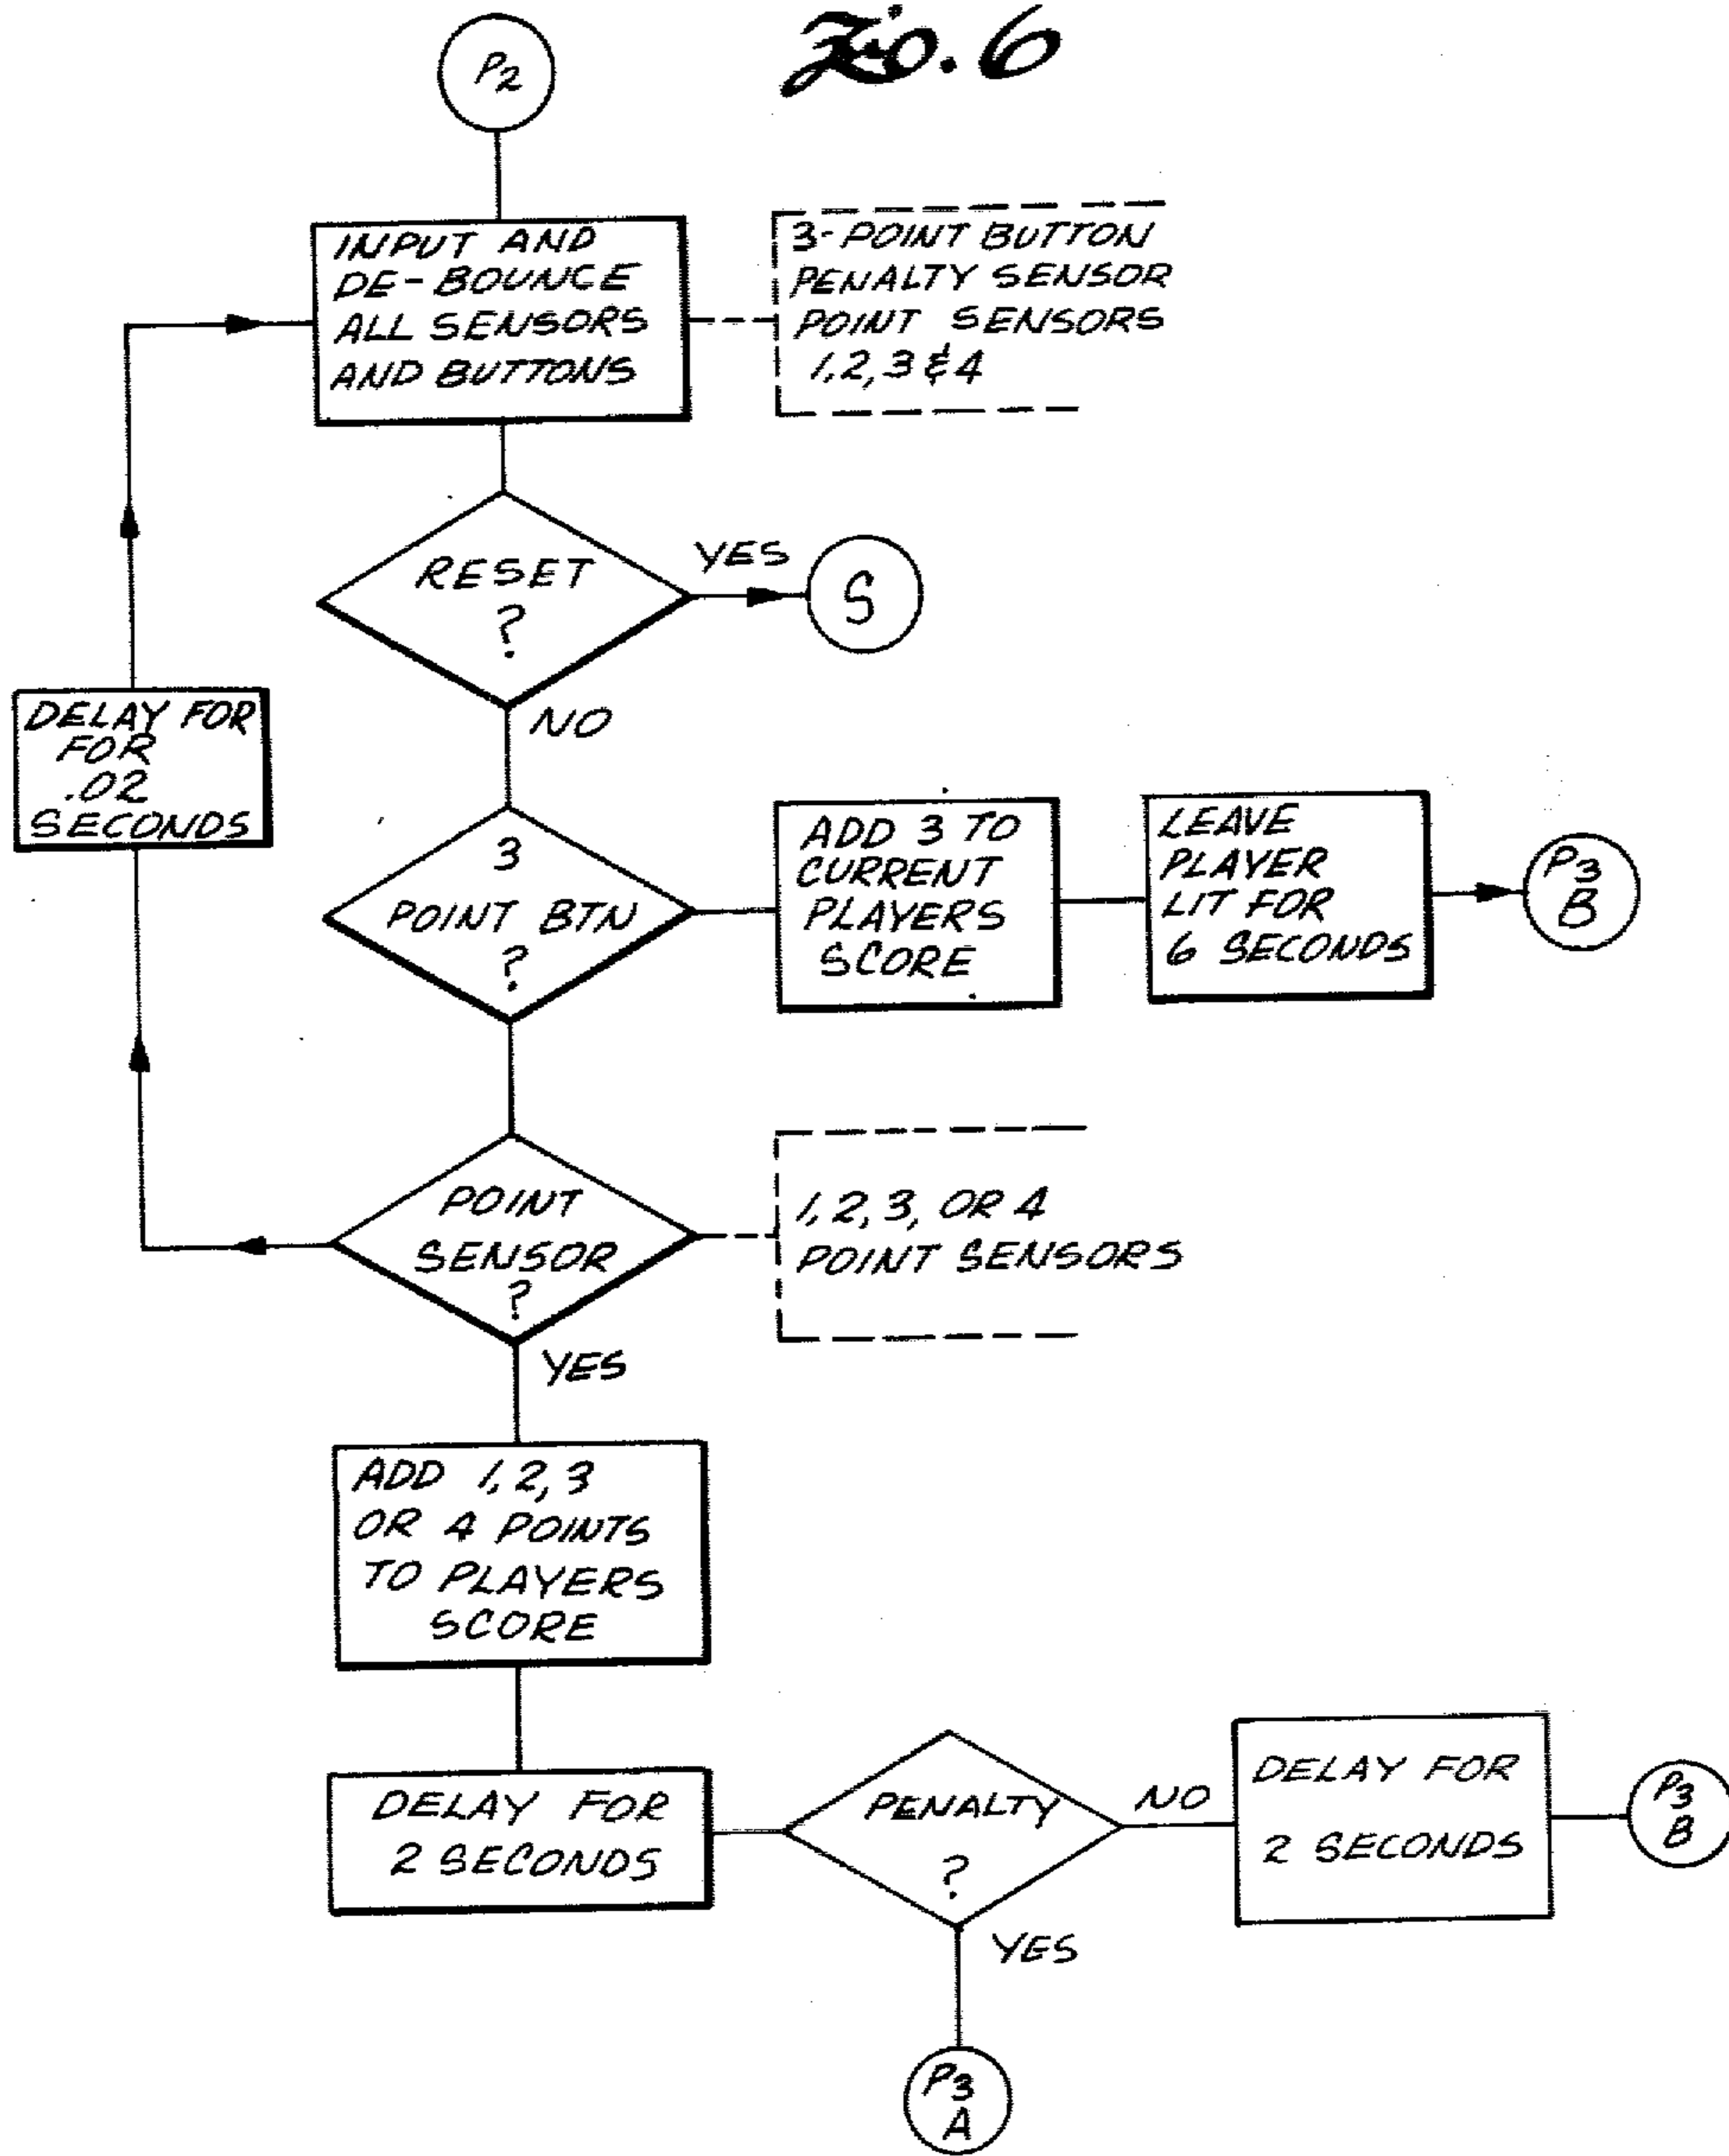 Fig. 6
P2
INPUT AND
DE-BOUNCE
ALL SENSORS
AND BUTTONS
3-POINT BUTTON
PENALTY SENSOR
POINT SENSORS
1,2,3 & 4
RESET
?
YES
S
NO
DELAY FOR
FOR
.02
SECONDS
3
POINT BTN
?
ADD 3 TO
CURRENT
PLAYERS
SCORE
LEAVE
PLAYER
LIT FOR
6 SECONDS
P3
B
POINT
SENSOR
?
1,2,3, OR 4
POINT SENSORS
YES
ADD 1,2,3
OR 4 POINTS
TO PLAYERS
SCORE
DELAY FOR
2 SECONDS
PENALTY
?
NO
DELAY FOR
2 SECONDS
P3
B
YES
P3
A